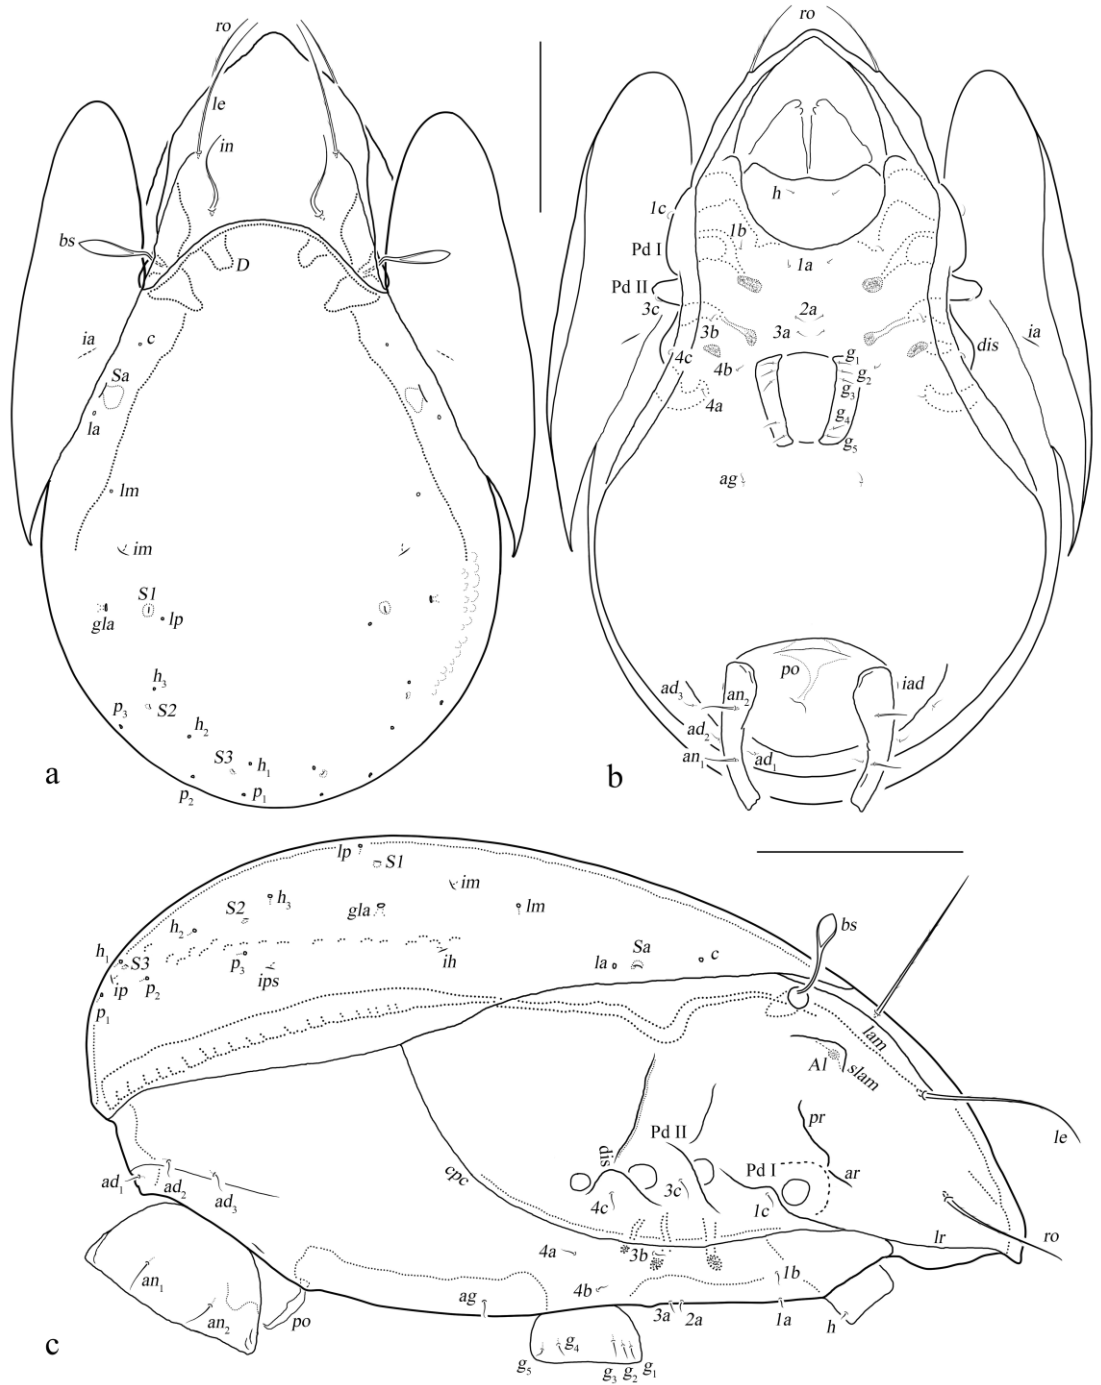 ro
le
in
bs
D
ia
c
Sa
la
lm
im
S1
gla
lp
h3
S2
p3
h2
S3
h1
p2
p1
a
ro
h
1c
1b
Pd I
1a
Pd II
3c
2a
3b
3a
dis
ia
4c
g1
4b
g2
g3
4a
g4
g5
ag
po
iad
ad3
an2
ad2
an1
ad1
b
lp
S1
im
h3
gla
lm
S2
h2
h1
p3
ih
Sa
c
la
S3
ip
p2
ips
p1
bs
lam
Al
slam
le
pr
Pd II
dis
Pd I
ar
cpc
3c
4c
1c
ad1
ad2
ad3
lr
ro
4a
3b
1b
4b
an1
ag
3a
2a
1a
h
an2
po
g5
g4
g3
g2
g1
c